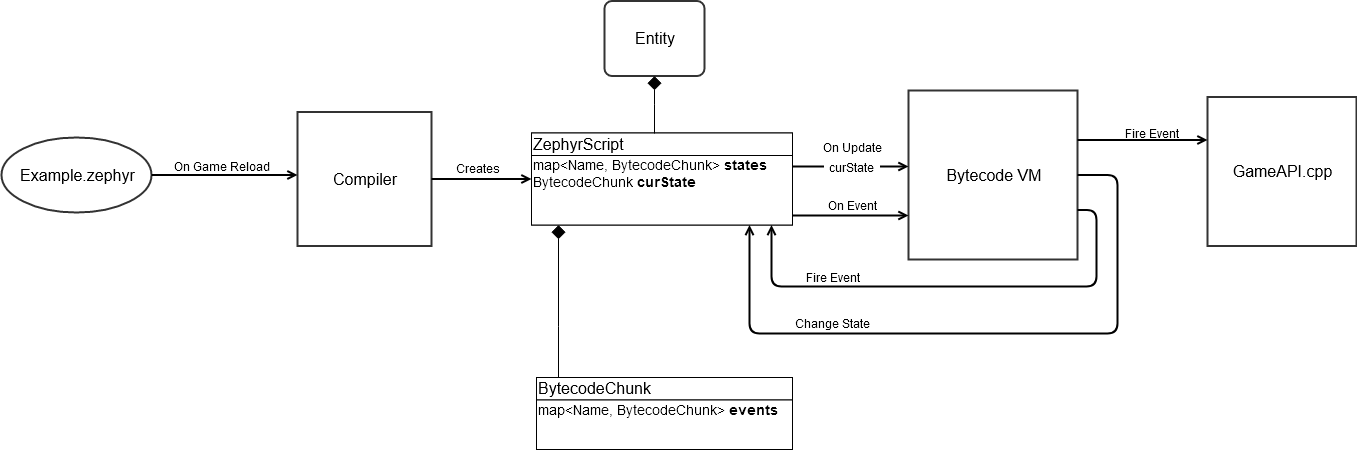 Entity
Example.zephyr
On Game Reload
Compiler
Creates
ZephyrScript
map<Name, BytecodeChunk> states
BytecodeChunk curState
On Update
curState
On Event
Bytecode VM
Fire Event
GameAPI.cpp
Fire Event
Change State
BytecodeChunk
map<Name, BytecodeChunk> events